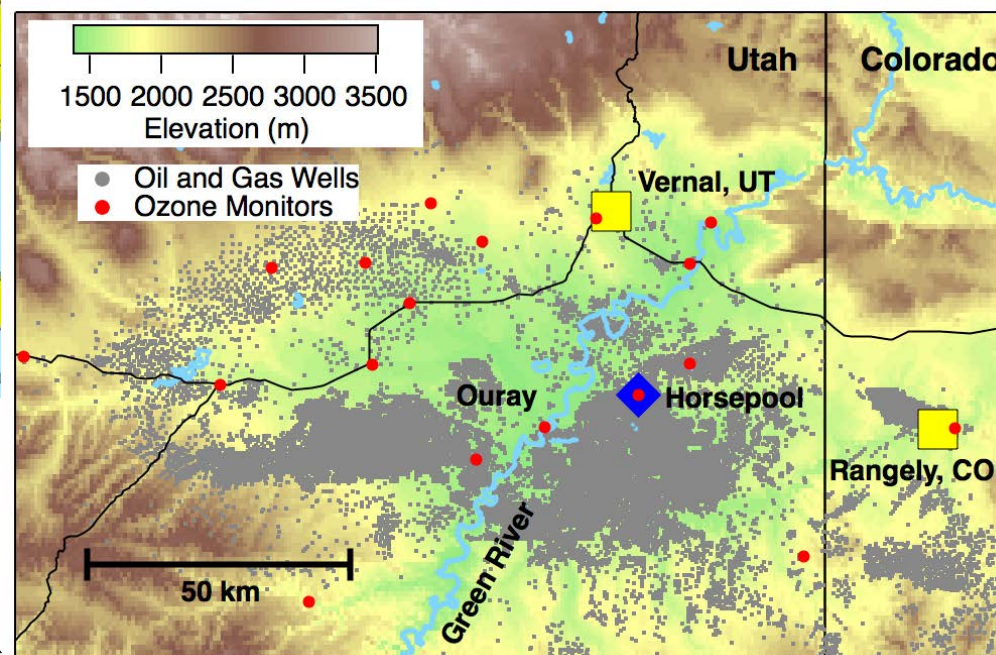 1500 2000 2500 3000 3500
Elevation (m)
Oil and Gas Wells
Ozone Monitors
Utah
Colorado
Vernal, UT
Ouray
Horsepool
Rangely, CO
Green River
50 km